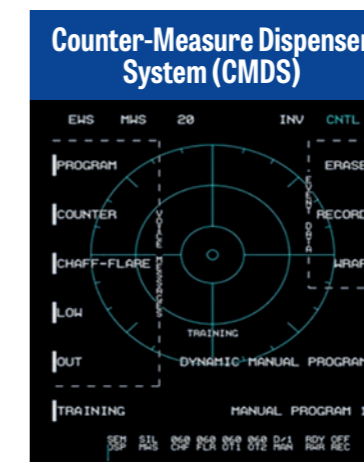 Counter-Measure Dispenser
System (CMDS)
EWS MWS 20 INV CNTL
PROGRAM ERASE
COUNTER RECORD
VOICE MESSAGES
EVENT DATA
CHAFF-FLARE WRAP
LOW
TRAINING
OUT DYNAMIC MANUAL PROGRAM
TRAINING MANUAL PROGRAM 1
SEM SIL 060 060 060 060 D/1 RDY OFF
JSP MWS CHF FLR OT1 OT2 MAN RWR REC